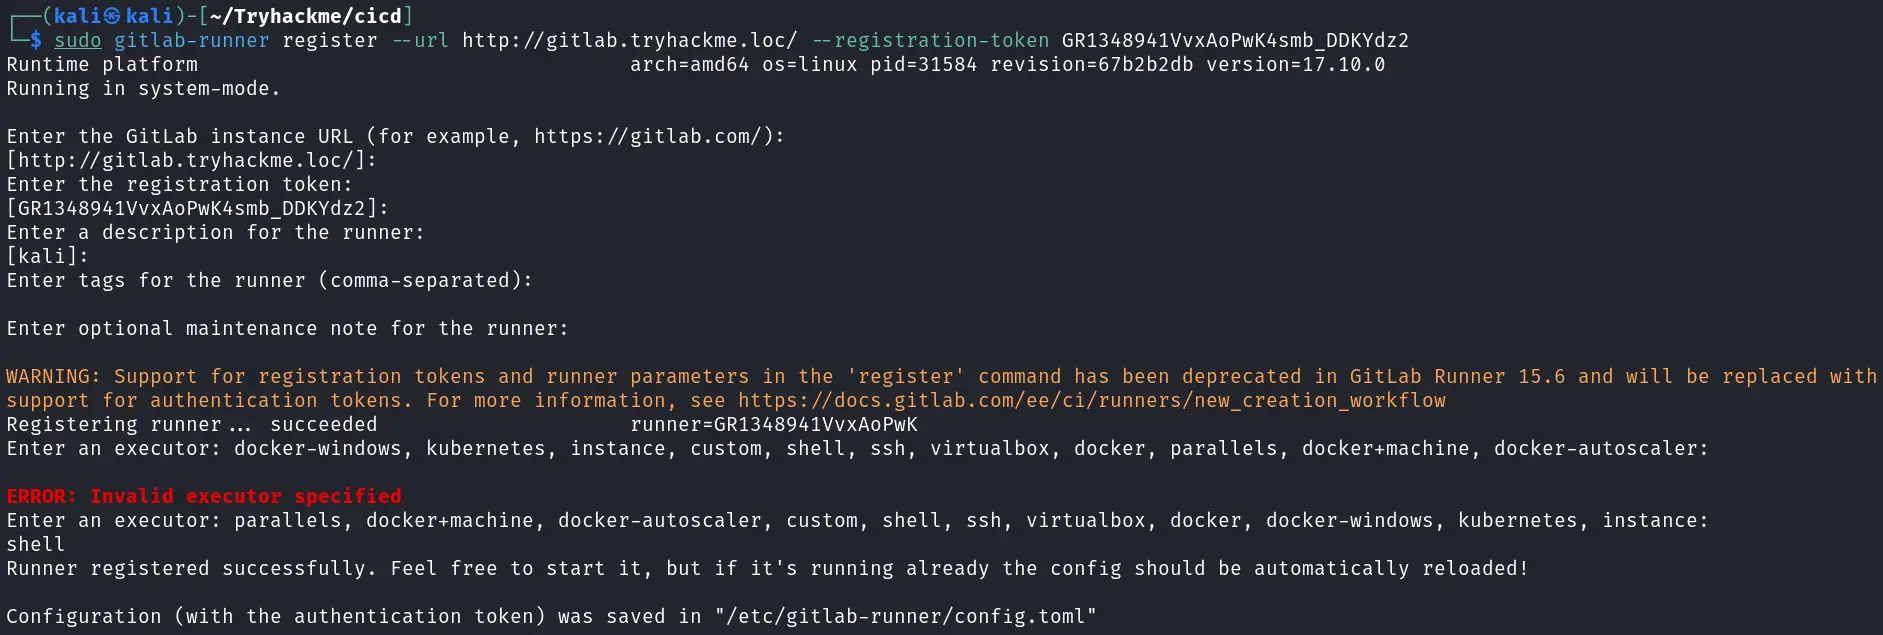 ┌──(kali㉿kali)-[~/Tryhackme/cicd]
└─$ sudo gitlab-runner register --url http://gitlab.tryhackme.loc/ --registration-token GR1348941VvxAoPwK4smb_DDKYdz2
Runtime platform                                    arch=amd64 os=linux pid=31584 revision=67b2b2db version=17.10.0
Running in system-mode.
Enter the GitLab instance URL (for example, https://gitlab.com/):
[http://gitlab.tryhackme.loc/]:
Enter the registration token:
[GR1348941VvxAoPwK4smb_DDKYdz2]:
Enter a description for the runner:
[kali]:
Enter tags for the runner (comma-separated):
Enter optional maintenance note for the runner:
WARNING: Support for registration tokens and runner parameters in the 'register' command has been deprecated in GitLab Runner 15.6 and will be replaced with
support for authentication tokens. For more information, see https://docs.gitlab.com/ee/ci/runners/new_creation_workflow
Registering runner... succeeded                     runner=GR1348941VvxAoPwK
Enter an executor: docker-windows, kubernetes, instance, custom, shell, ssh, virtualbox, docker, parallels, docker+machine, docker-autoscaler:
ERROR: Invalid executor specified
Enter an executor: parallels, docker+machine, docker-autoscaler, custom, shell, ssh, virtualbox, docker, docker-windows, kubernetes, instance:
shell
Runner registered successfully. Feel free to start it, but if it's running already the config should be automatically reloaded!
Configuration (with the authentication token) was saved in "/etc/gitlab-runner/config.toml"